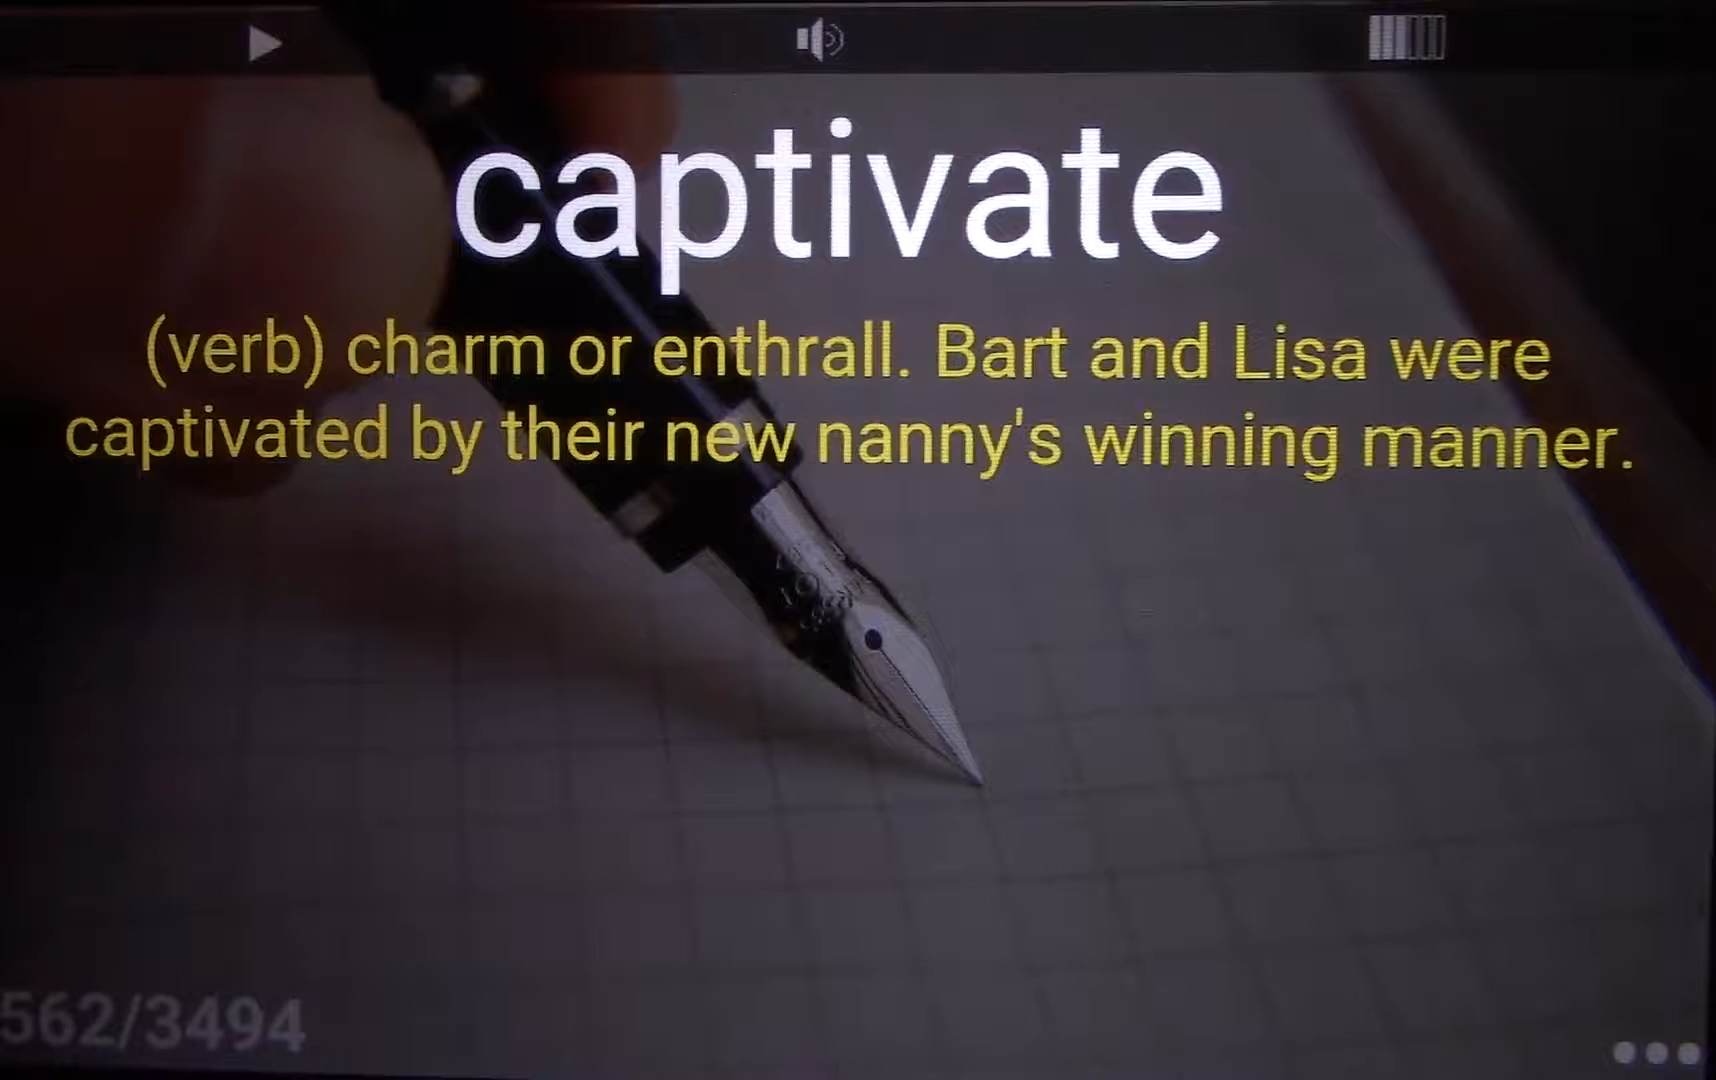 captivate
(verb) charm or enthrall. Bart and Lisa were
captivated by their new nanny's winning manner.
562/3494